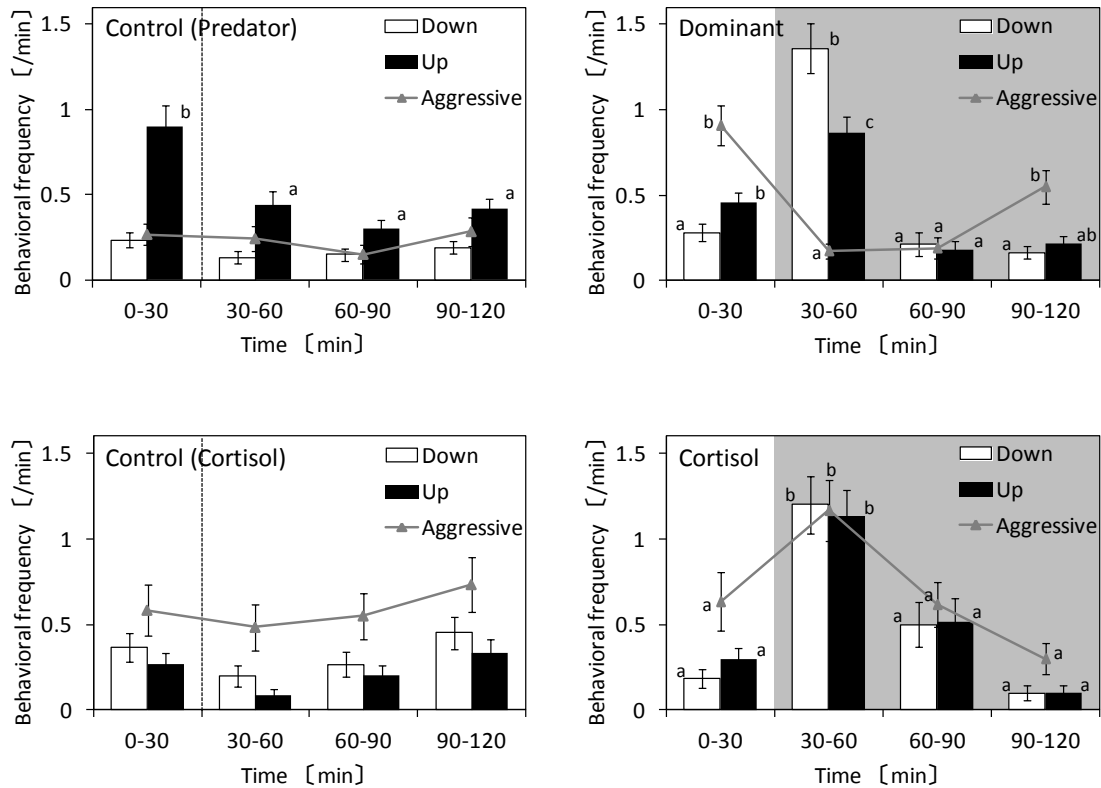 Control (Predator)
Down
Up
Aggressive
Behavioral frequency 〔/min〕
1.5
1
0.5
0
b
a
a
a
0-30
30-60
60-90
90-120
Time 〔min〕
Dominant
Down
Up
Aggressive
Behavioral frequency 〔/min〕
1.5
1
0.5
0
b
a
b
b
c
a
a
a
a
b
a
ab
0-30
30-60
60-90
90-120
Time 〔min〕
Control (Cortisol)
Down
Up
Aggressive
Behavioral frequency 〔/min〕
1.5
1
0.5
0
0-30
30-60
60-90
90-120
Time 〔min〕
Cortisol
Down
Up
Aggressive
Behavioral frequency 〔/min〕
1.5
1
0.5
0
a
a
a
b
b
b
a
a
a
a
a
a
0-30
30-60
60-90
90-120
Time 〔min〕